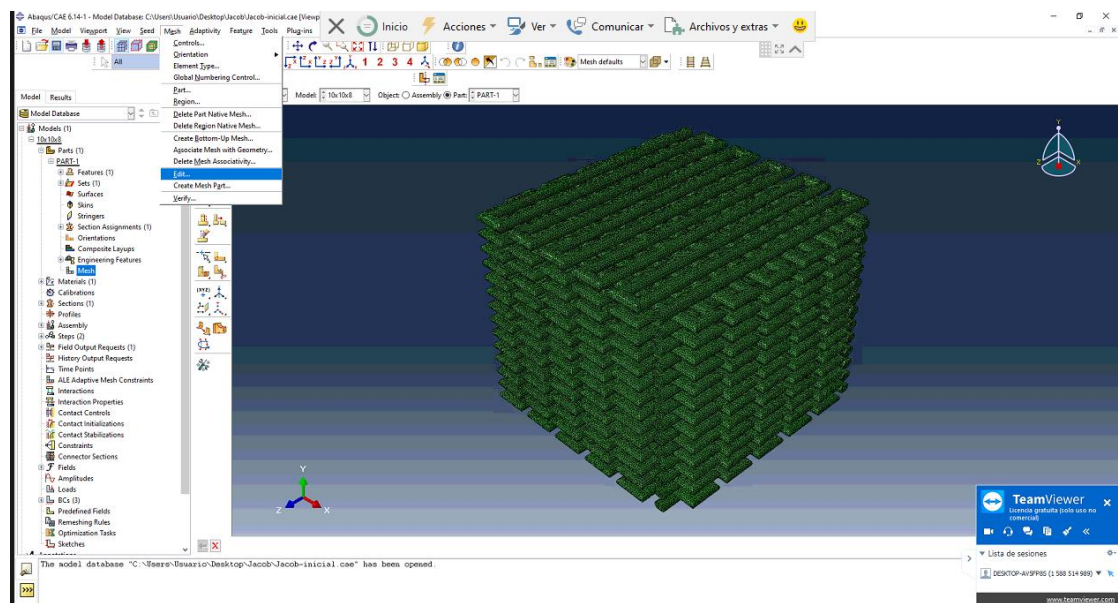 Abaqus/CAE 6.14-1 - Model Database: C:\Users\Usuario\Desktop\Jacob\Jacob-inicial.cae [Viewp
Inicio
Acciones
Ver
Comunicar
Archivos y extras
File Model Viewport View Seed Mesh Adaptivity Feature Tools Plug-ins
All
1 2 3 4
Mesh defaults
Model Results
Model: 10x10x8 Object: Assembly Part: PART-1
Controls...
Orientation
Element Type...
Global Numbering Control...
Part...
Region...
Delete Part Native Mesh...
Delete Region Native Mesh...
Create Bottom-Up Mesh...
Associate Mesh with Geometry...
Delete Mesh Associativity...
Edit...
Create Mesh Part...
Verify...
Model Database
Models (1)
10x10x8
Parts (1)
PART-1
Features (1)
Sets (1)
Surfaces
Skins
Stringers
Section Assignments (1)
Orientations
Composite Layups
Engineering Features
Mesh
Materials (1)
Calibrations
Sections (1)
Profiles
Assembly
Steps (2)
Field Output Requests (1)
History Output Requests
Time Points
ALE Adaptive Mesh Constraints
Interactions
Interaction Properties
Contact Controls
Contact Initializations
Contact Stabilizations
Constraints
Connector Sections
Fields
Amplitudes
Loads
BCs (3)
Predefined Fields
Remeshing Rules
Optimization Tasks
Sketches
(XYZ)
Y
Z X
Y
Z X
TeamViewer
Licencia gratuita (solo uso no
comercial)
Lista de sesiones
DESKTOP-AV5FP8S (1 588 514 989)
www.teamviewer.com
The model database "C:\Users\Usuario\Desktop\Jacob\Jacob-inicial.cae" has been opened.
>>>